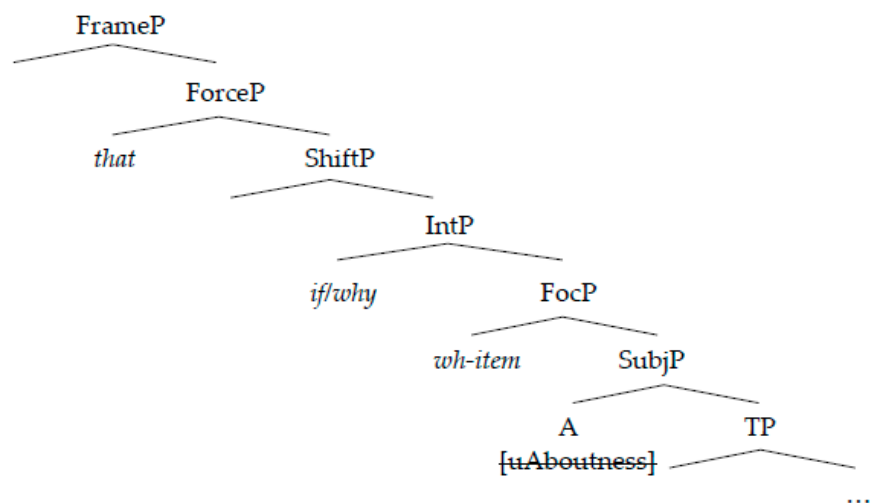 FrameP
ForceP
that
ShiftP
IntP
if/why
FocP
wh-item
SubjP
A
TP
[uAboutness]
...